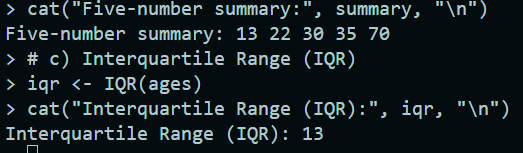 > cat("Five-number summary:", summary, "\n")
Five-number summary: 13 22 30 35 70
> # c) Interquartile Range (IQR)
> iqr <- IQR(ages)
> cat("Interquartile Range (IQR):", iqr, "\n")
Interquartile Range (IQR): 13